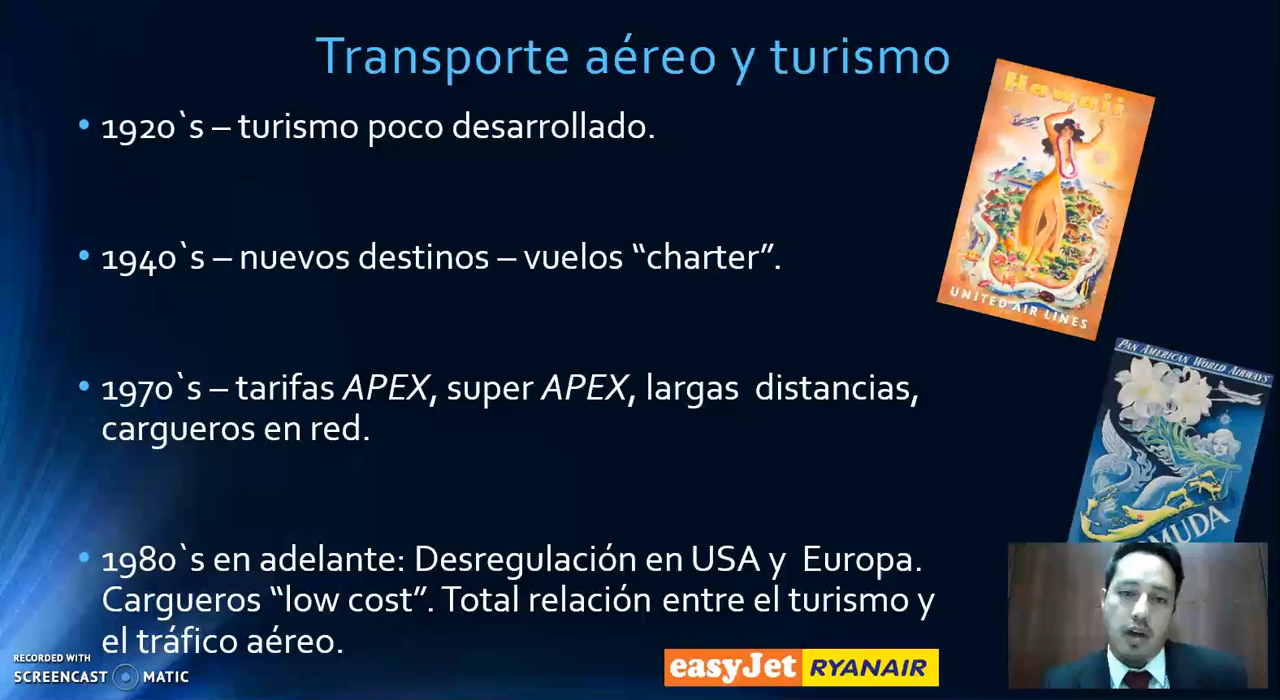 Transporte aéreo y turismo
Hawaii
• 1920`s – turismo poco desarrollado.
• 1940`s – nuevos destinos – vuelos “charter”.
UNITED AIR LINES
PAN AMERICAN WORLD AIRWAYS
• 1970`s – tarifas APEX, super APEX, largas distancias,
cargueros en red.
MUDA
• 1980`s en adelante: Desregulación en USA y Europa.
Cargueros “low cost”. Total relación entre el turismo y
el tráfico aéreo.
RECORDED WITH
SCREENCAST MATIC
easyJet RYANAIR